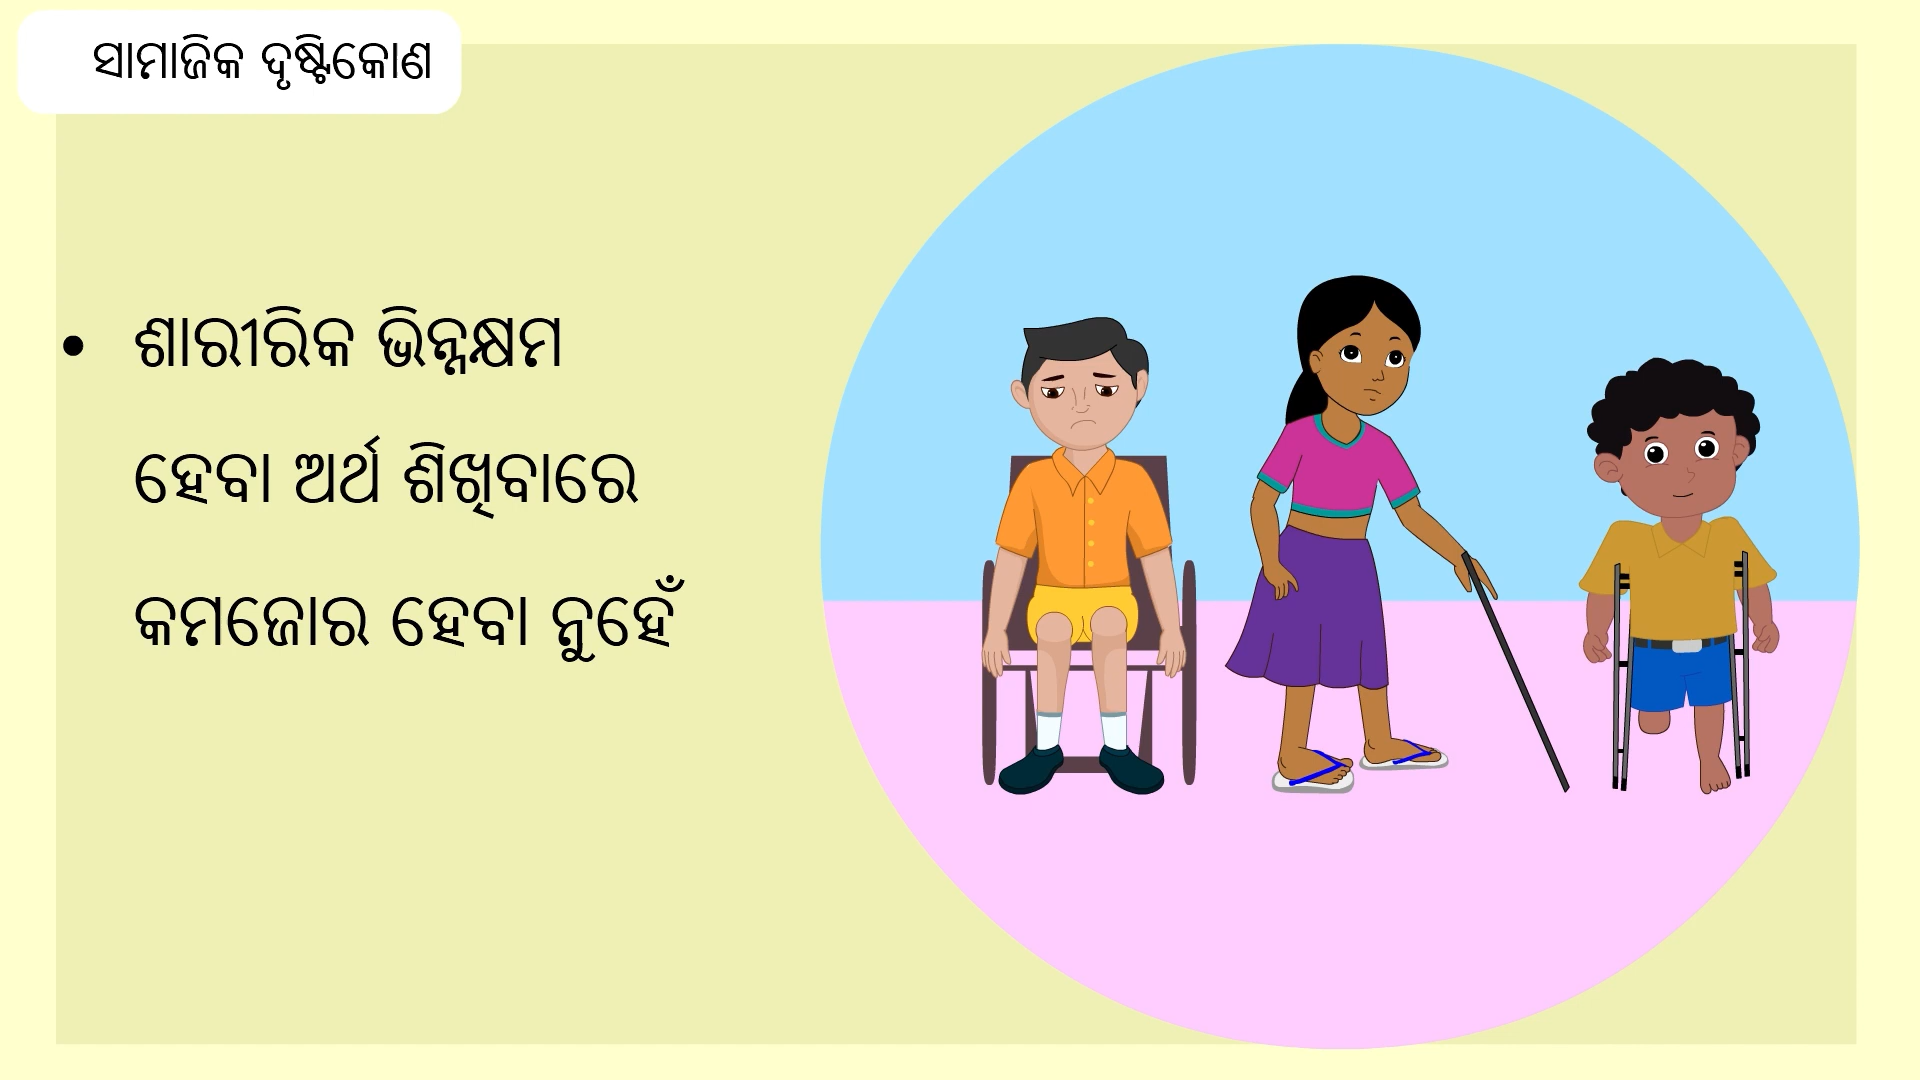 ସାମାଜିକ ଦୃଷ୍ଟିକୋଣ
• ଶାରୀରିକ ଭିନ୍ନକ୍ଷମ
ହେବା ଅର୍ଥ ଶିଖିବାରେ
କମଜୋର ହେବା ନୁହେଁ